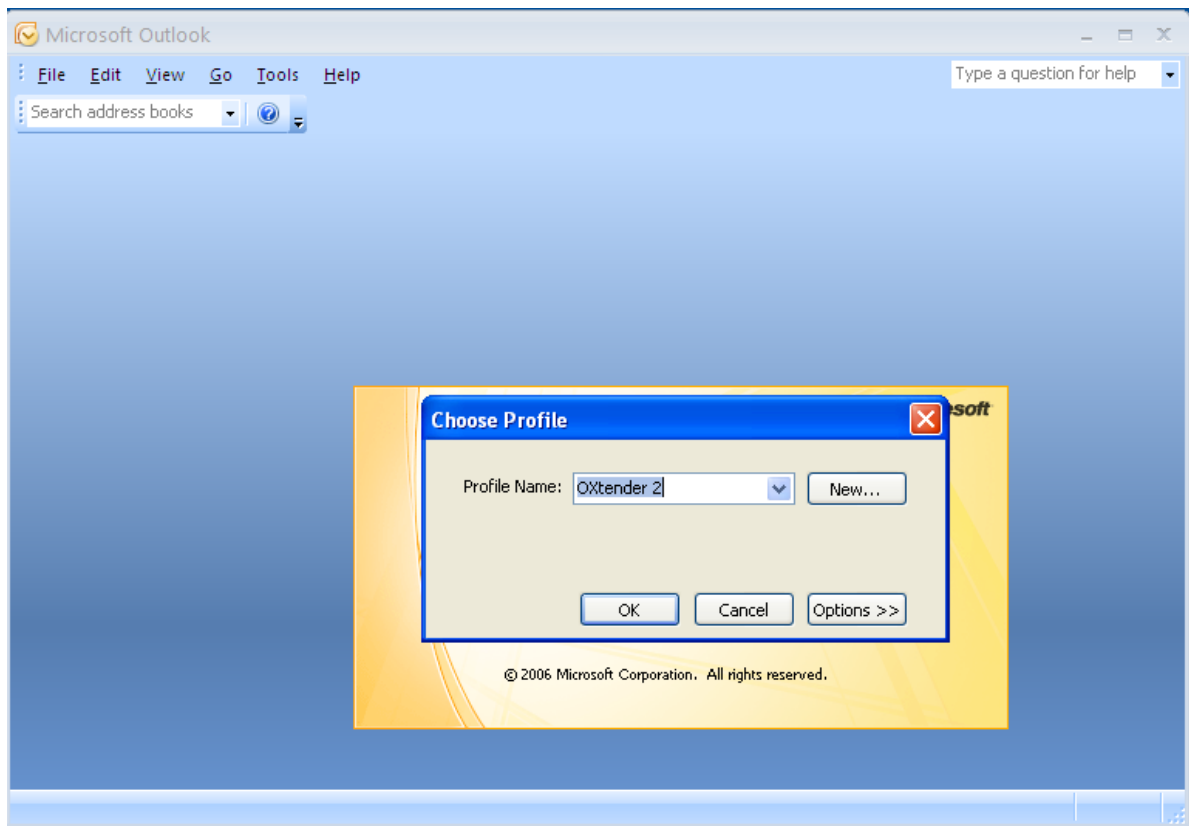 Microsoft Outlook
File Edit View Go Tools Help
Type a question for help
Search address books
Choose Profile
Profile Name:
OXtender 2
New...
OK
Cancel
Options >>
© 2006 Microsoft Corporation. All rights reserved.